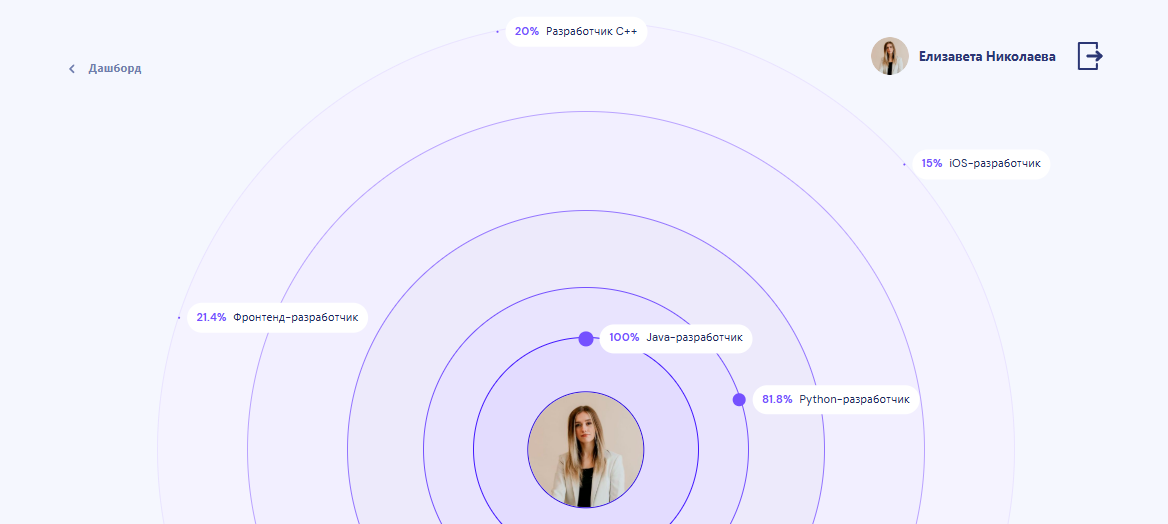 20% Разработчик C++
Елизавета Николаева
Дашборд
15% iOS-разработчик
21.4% Фронтенд-разработчик
100% Java-разработчик
81.8% Python-разработчик